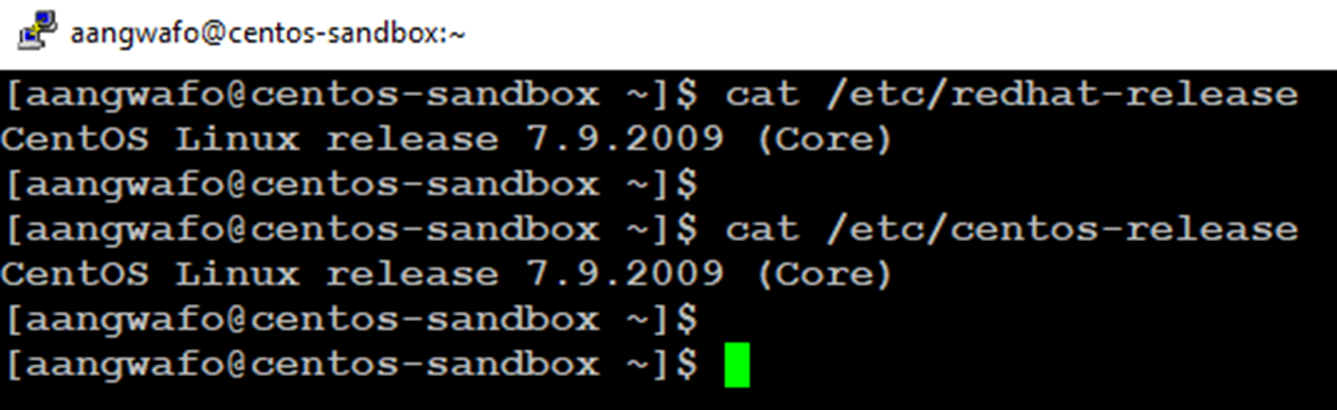 aangwafo@centos-sandbox:~
[aangwafo@centos-sandbox ~]$ cat /etc/redhat-release
CentOS Linux release 7.9.2009 (Core)
[aangwafo@centos-sandbox ~]$
[aangwafo@centos-sandbox ~]$ cat /etc/centos-release
CentOS Linux release 7.9.2009 (Core)
[aangwafo@centos-sandbox ~]$
[aangwafo@centos-sandbox ~]$